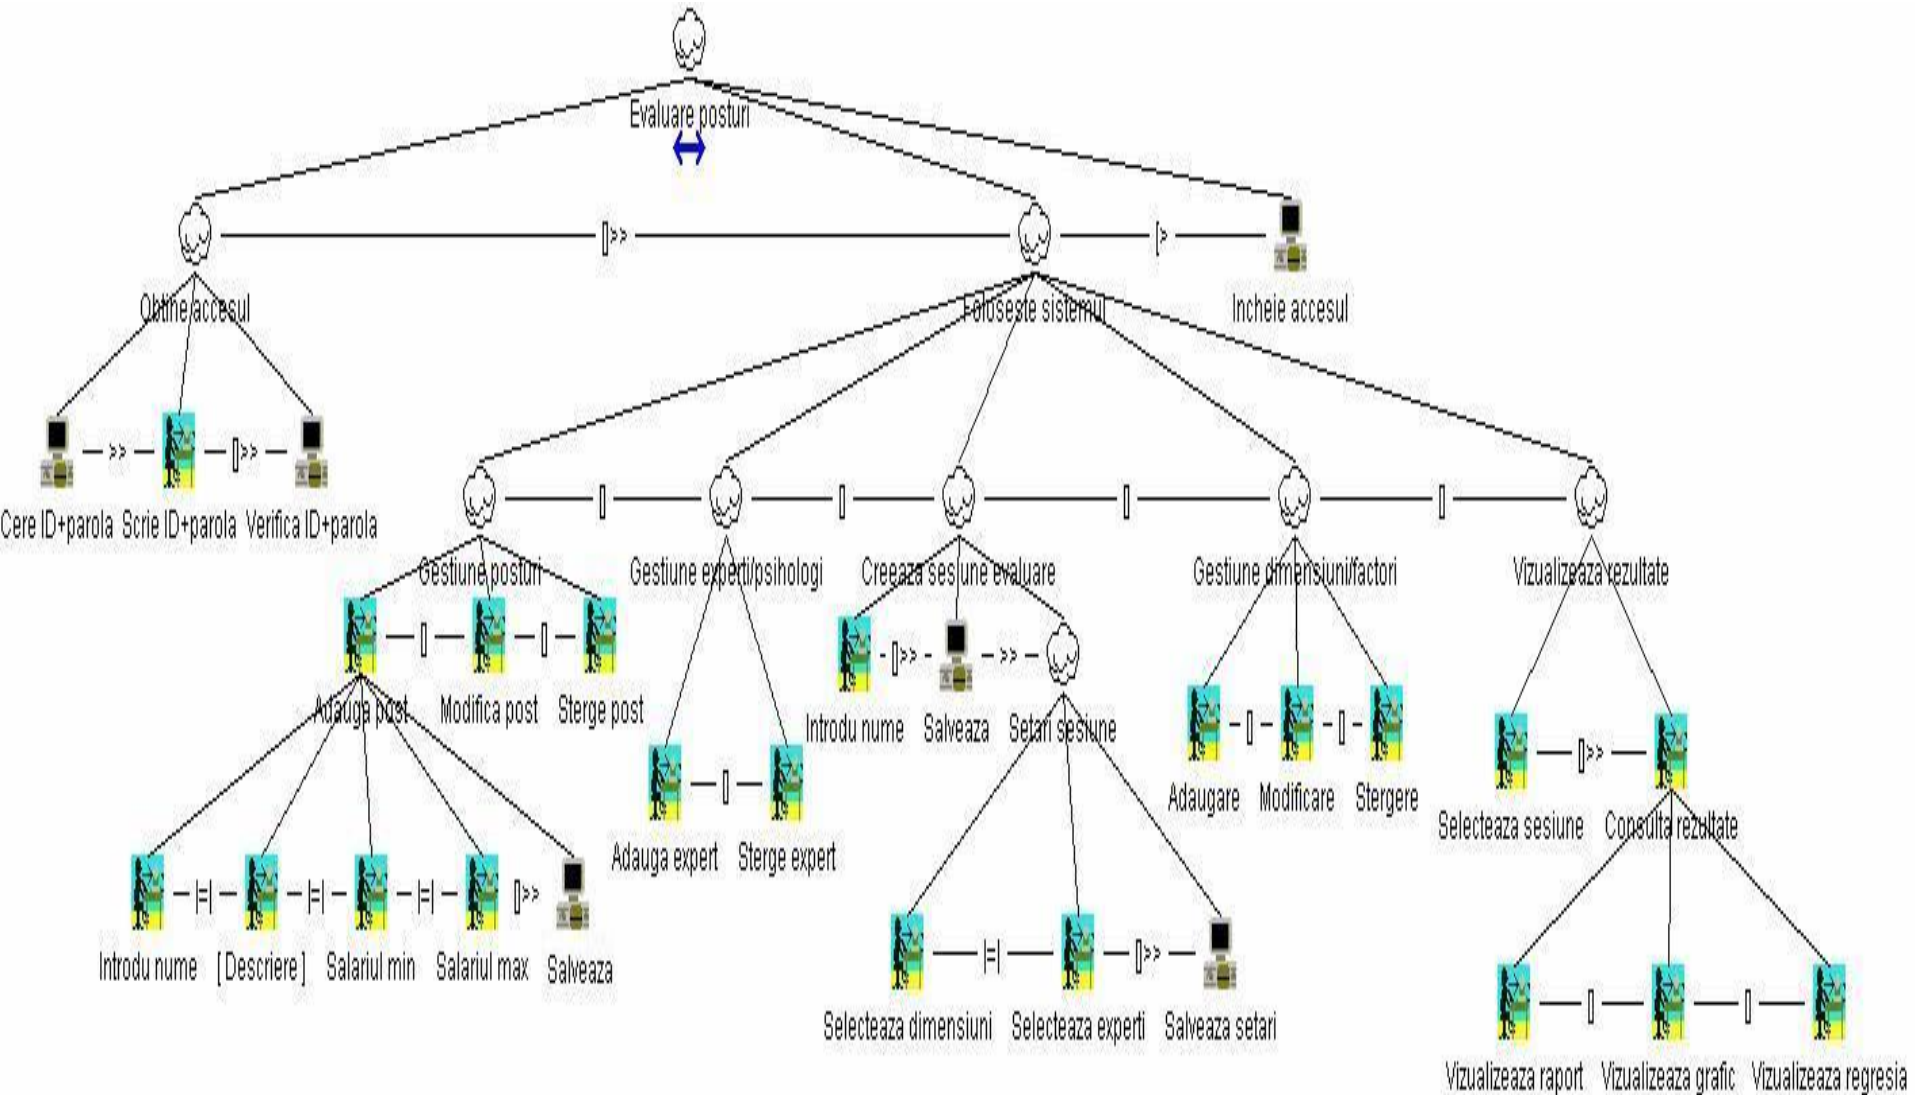 Evaluare posturi
[]>>
[>
Obtine accesul
Foloseste sistemul
Incheie accesul
>>
[]>>
Cere ID+parola
Scrie ID+parola
Verifica ID+parola
[]
[]
[]
[]
Gestiune posturi
Gestiune experti/psihologi
Creeaza sesiune evaluare
Gestiune dimensiuni/factori
Vizualizeaza rezultate
[]
[]
[]>>
>>
Adauga post
Modifica post
Sterge post
Introdu nume
Salveaza
Setari sesiune
[]
[]
[]>>
Adaugare
Modificare
Stergere
Selecteaza sesiune
Consulta rezultate
[]
Adauga expert
Sterge expert
|=|
|=|
|=|
[]>>
Introdu nume
[Descriere]
Salariul min
Salariul max
Salveaza
|=|
[]>>
Selecteaza dimensiuni
Selecteaza experti
Salveaza setari
[]
[]
Vizualizeaza raport
Vizualizeaza grafic
Vizualizeaza regresia